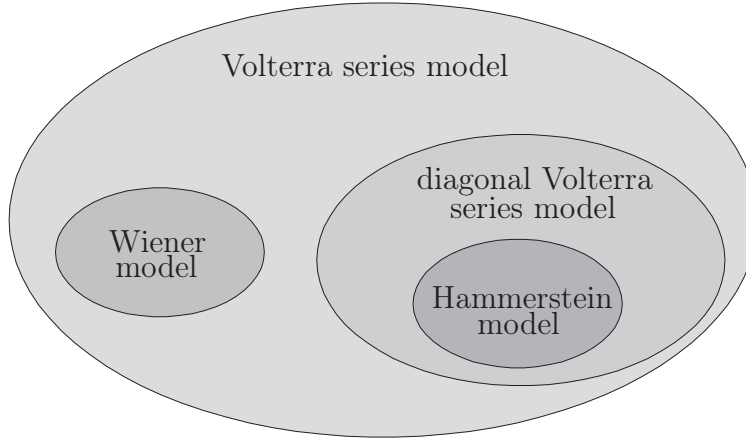 Volterra series model
diagonal Volterra
series model
Wiener
model
Hammerstein
model